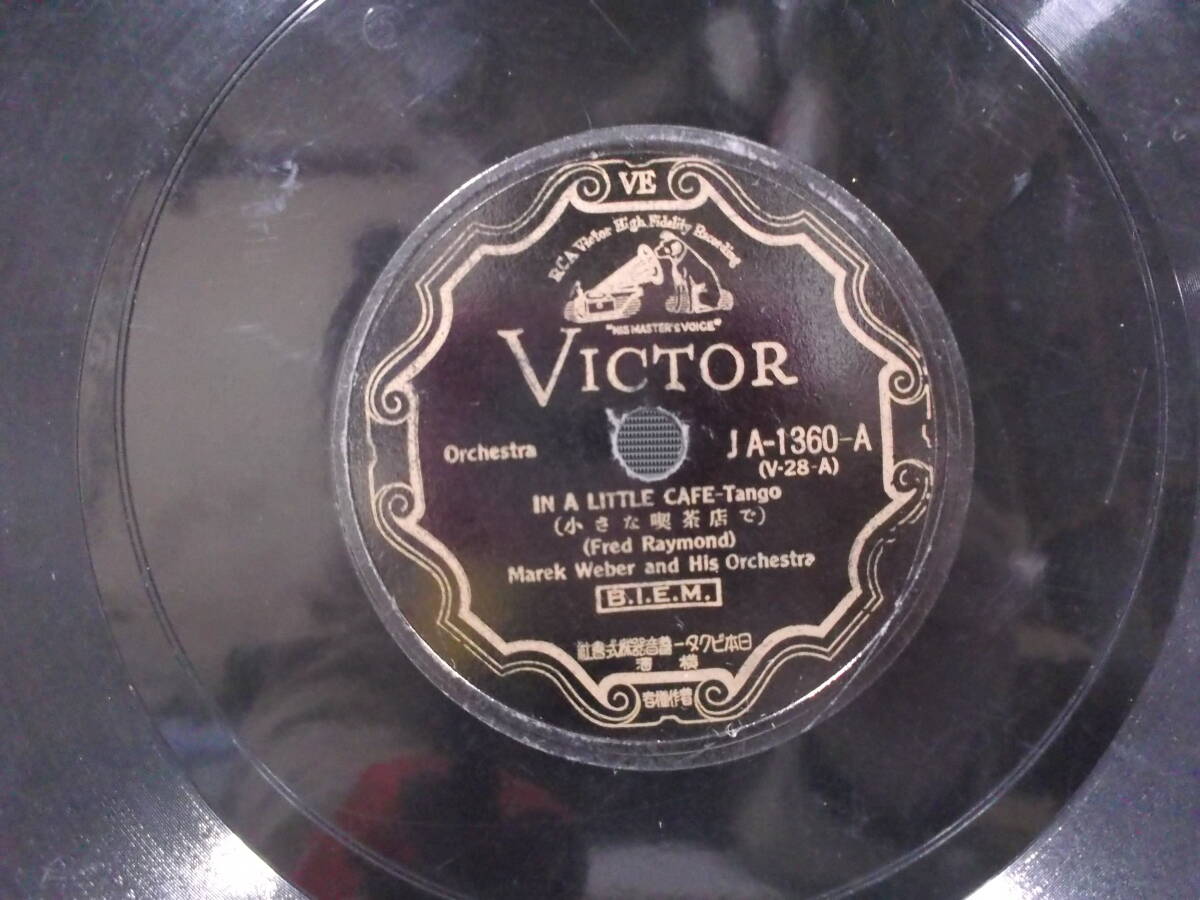 VE
RCA Victor High Fidelity Recording
"HIS MASTER'S VOICE"
VICTOR
Orchestra
JA-1360-A
(V-28-A)
IN A LITTLE CAFE-Tango
(小さな喫茶店で)
(Fred Raymond)
Marek Weber and His Orchestra
B.I.E.M.
社會式株器音蓄ータクビ本日
濱横